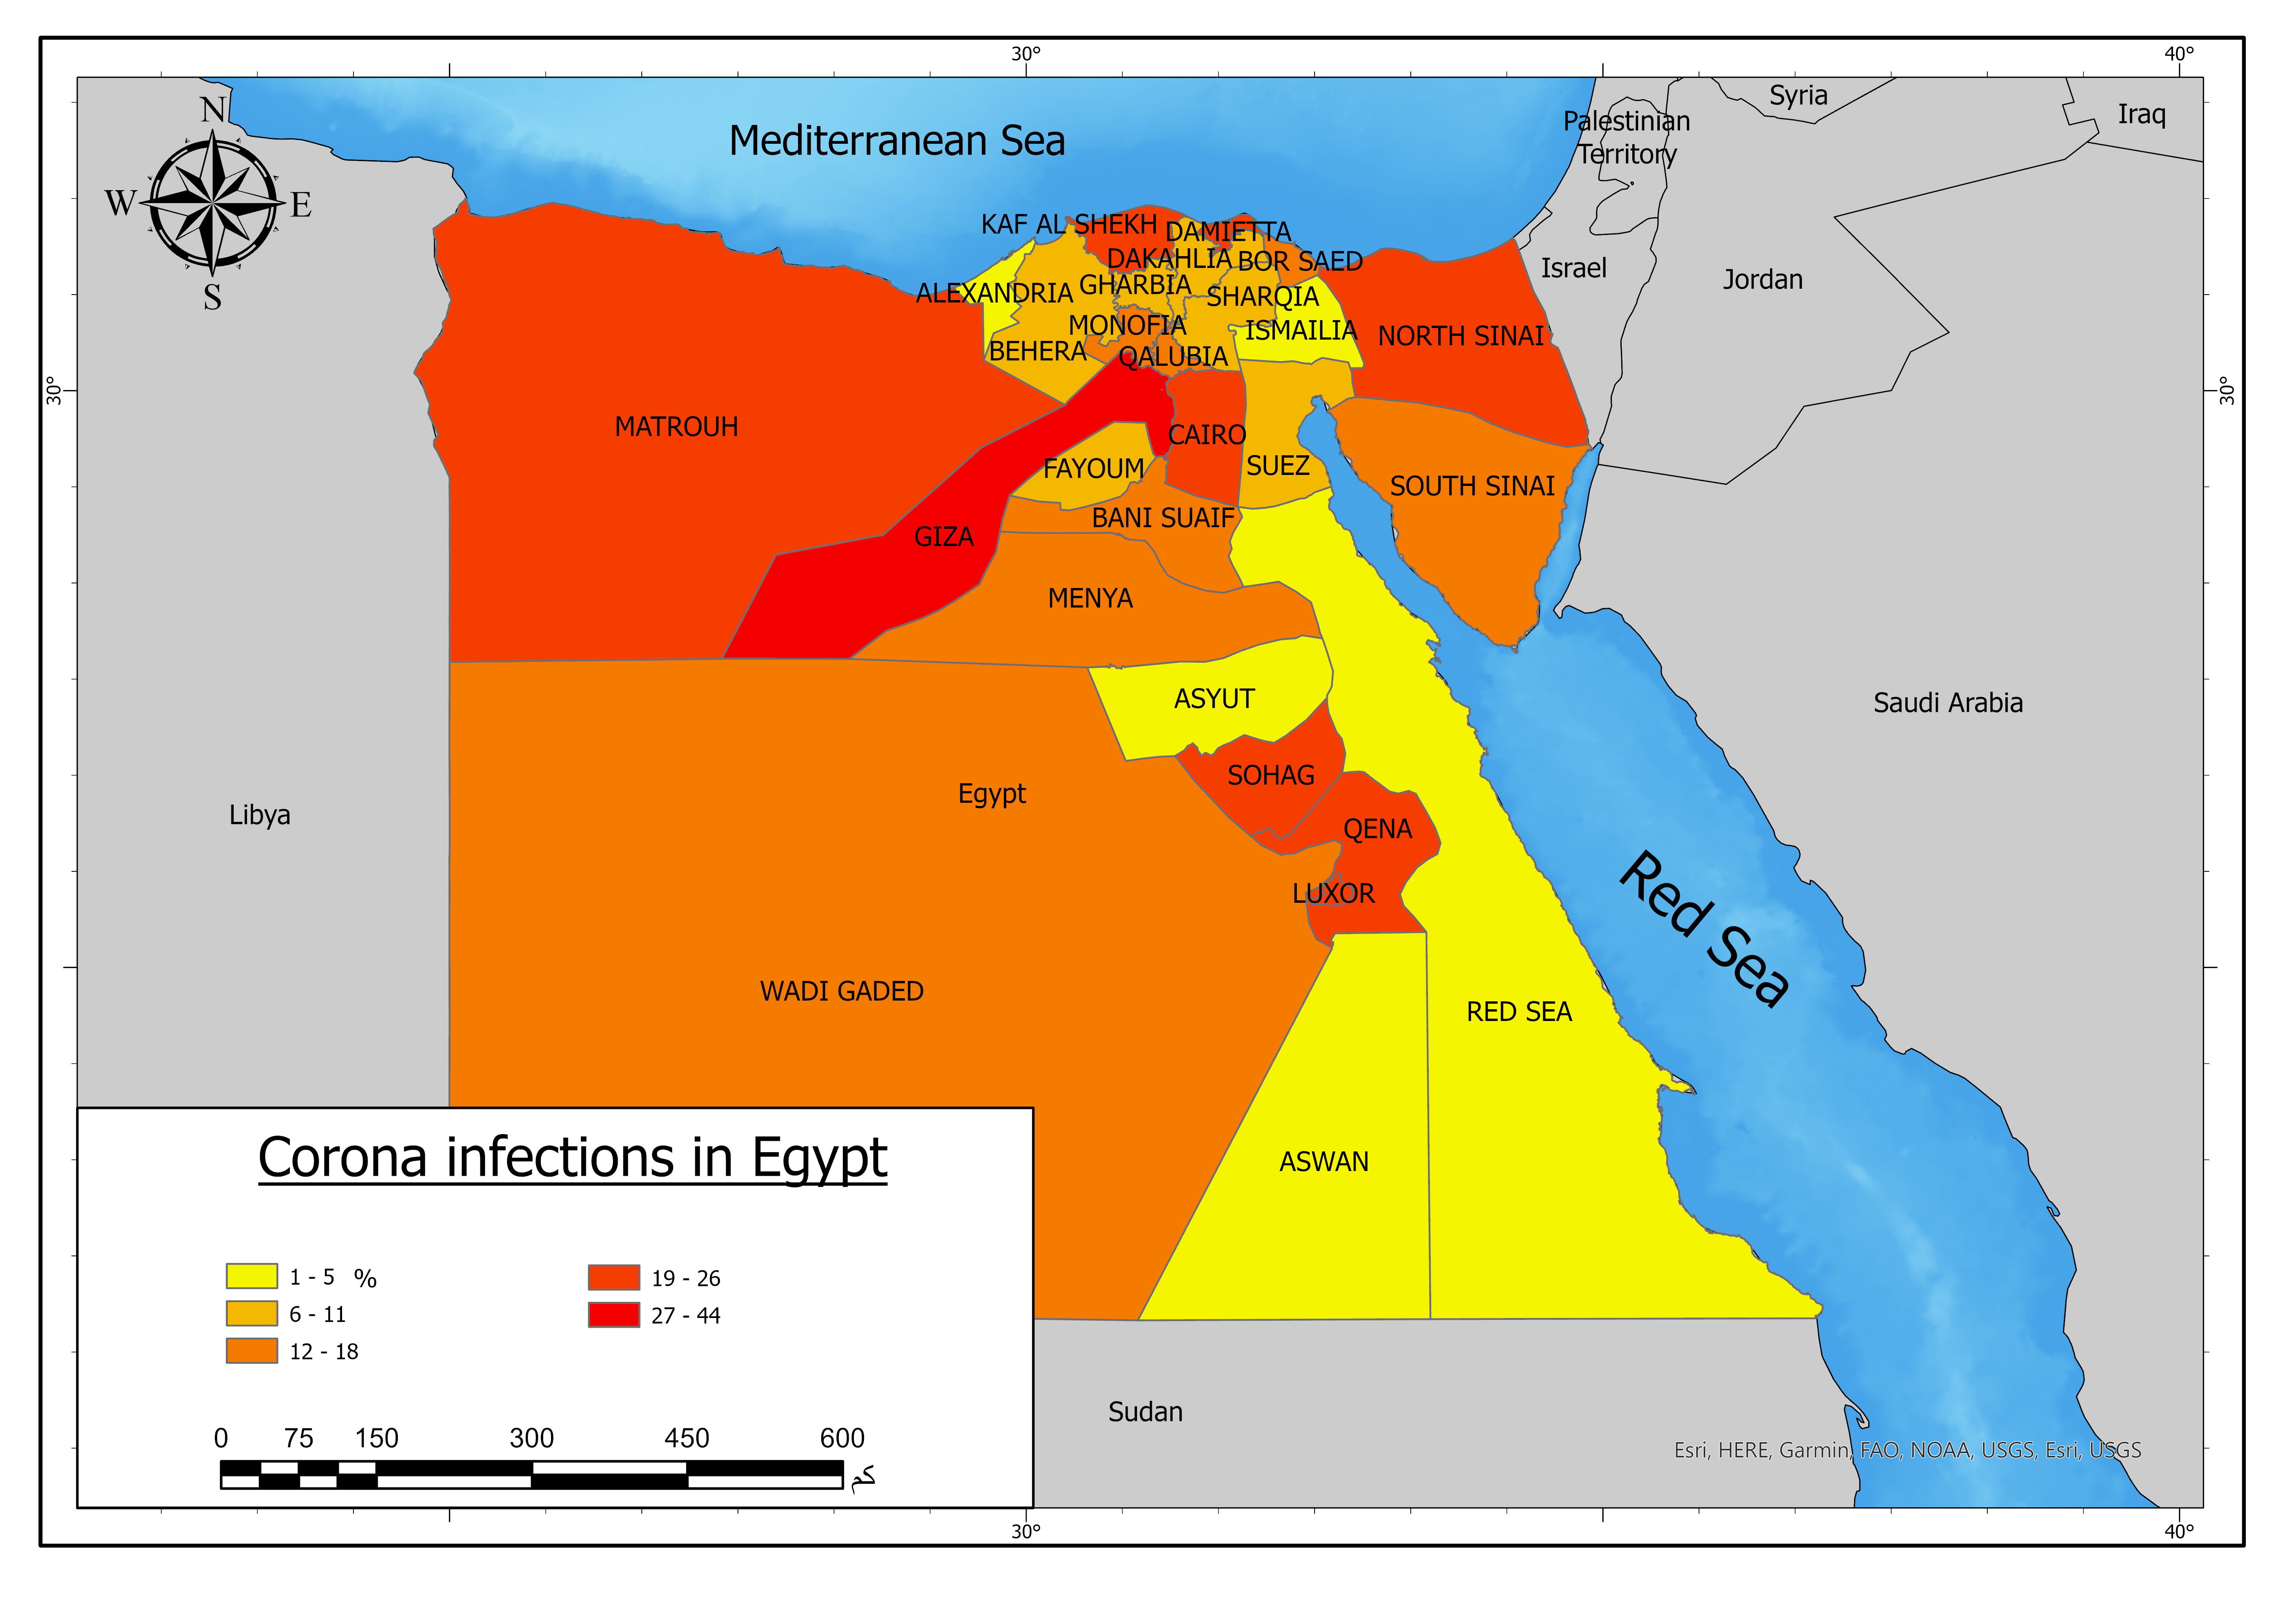 30°
40°
N
W
E
S
Mediterranean Sea
Palestinian
Territory
Syria
Iraq
Israel
Jordan
KAF AL SHEKH
DAMIETTA
DAKAHLIA
BOR SAED
GHARBIA
ALEXANDRIA
SHARQIA
MONOFIA
ISMAILIA
NORTH SINAI
BEHERA
QALUBIA
30°
30°
MATROUH
CAIRO
FAYOUM
SUEZ
SOUTH SINAI
BANI SUAIF
GIZA
MENYA
ASYUT
Saudi Arabia
SOHAG
Egypt
Libya
QENA
LUXOR
Red Sea
WADI GADED
RED SEA
ASWAN
Corona infections in Egypt
1 - 5 %
6 - 11
12 - 18
19 - 26
27 - 44
0 75 150 300 450 600
كم
Sudan
Esri, HERE, Garmin, FAO, NOAA, USGS, Esri, USGS
30°
40°